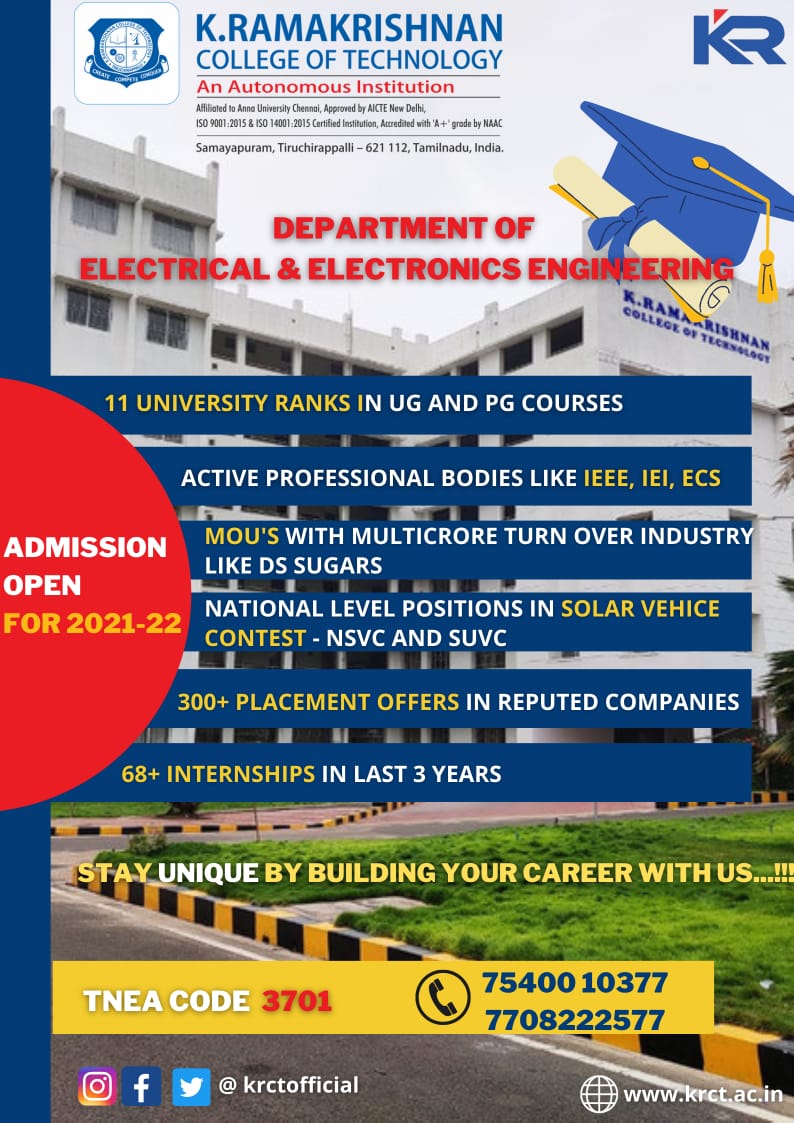 K.RAMAKRISHNAN
COLLEGE OF TECHNOLOGY
An Autonomous Institution
Affiliated to Anna University Chennai, Approved by AICTE New Delhi,
ISO 9001:2015 & ISO 14001:2015 Certified Institution, Accredited with 'A+' grade by NAAC
Samayapuram, Tiruchirappalli – 621 112, Tamilnadu, India.
CREATE COMPETE CONQUER
KR
DEPARTMENT OF
ELECTRICAL & ELECTRONICS ENGINEERING
K.RAMAKRISHNAN
COLLEGE OF TECHNOLOGY
11 UNIVERSITY RANKS IN UG AND PG COURSES
ACTIVE PROFESSIONAL BODIES LIKE IEEE, IEI, ECS
MOU'S WITH MULTICRORE TURN OVER INDUSTRY
LIKE DS SUGARS
ADMISSION
OPEN
FOR 2021-22
NATIONAL LEVEL POSITIONS IN SOLAR VEHICE
CONTEST - NSVC AND SUVC
300+ PLACEMENT OFFERS IN REPUTED COMPANIES
68+ INTERNSHIPS IN LAST 3 YEARS
STAY UNIQUE BY BUILDING YOUR CAREER WITH US...!!!
TNEA CODE 3701
75400 10377
7708222577
@ krctofficial
www.krct.ac.in